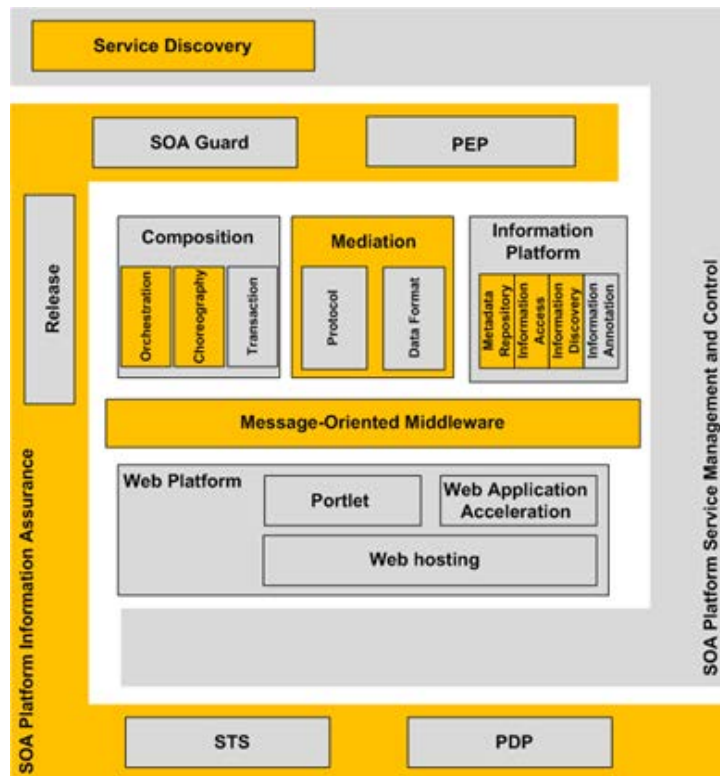 Service Discovery
SOA Guard
PEP
Release
Composition
Orchestration
Choreography
Transaction
Mediation
Protocol
Data Format
Information
Platform
Metadata
Repository
Information
Access
Information
Discovery
Information
Annotation
Message-Oriented Middleware
Web Platform
Portlet
Web Application
Acceleration
Web hosting
SOA Platform Information Assurance
SOA Platform Service Management and Control
STS
PDP